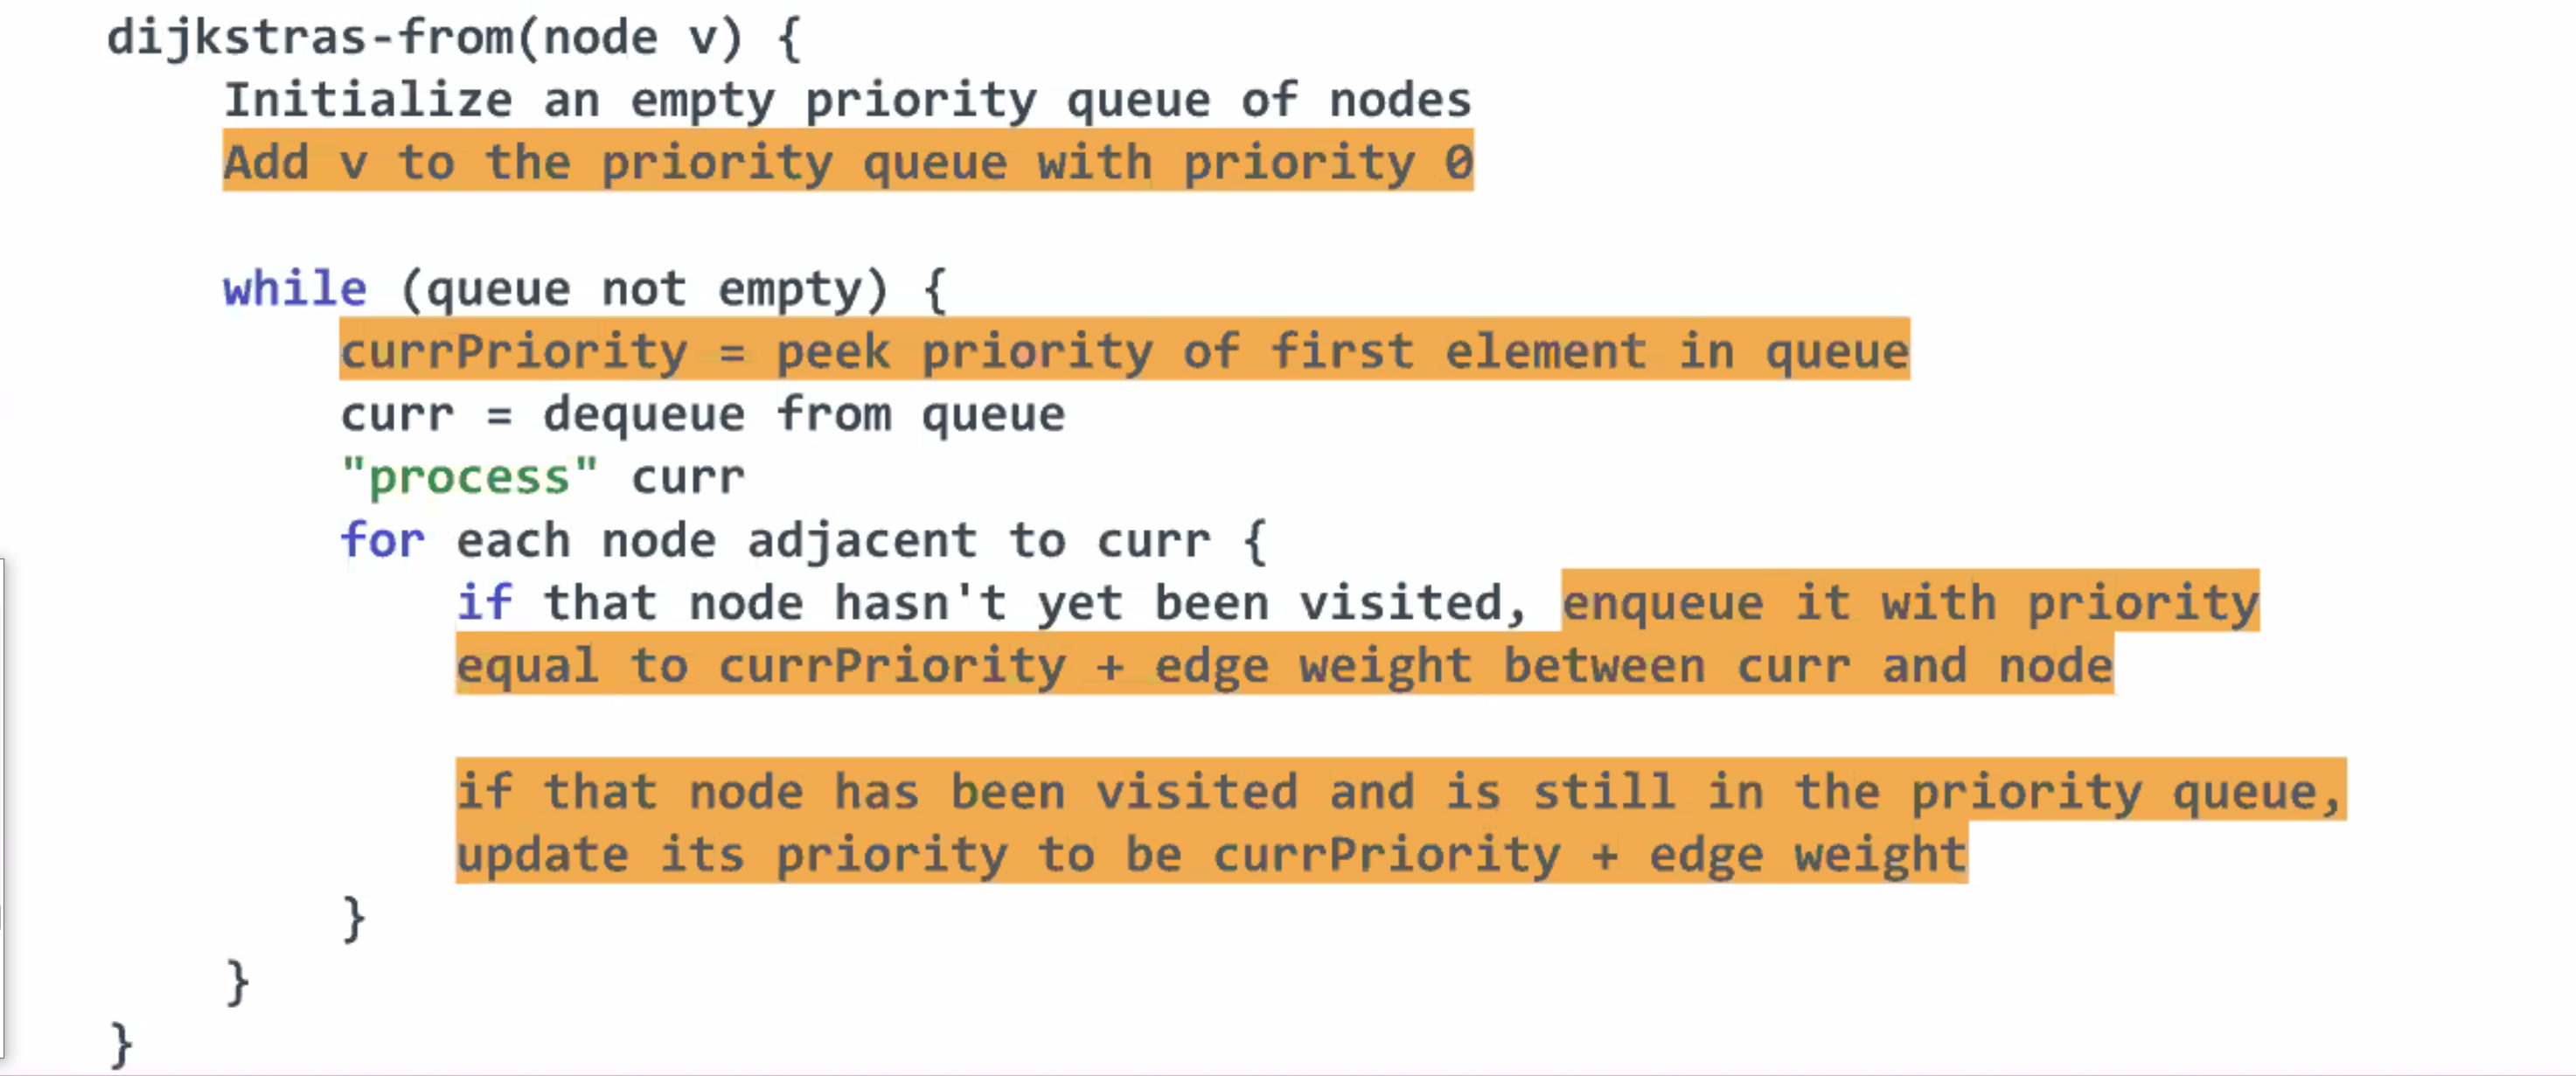 dijkstras-from(node v) {
Initialize an empty priority queue of nodes
Add v to the priority queue with priority 0
while (queue not empty) {
currPriority = peek priority of first element in queue
curr = dequeue from queue
"process" curr
for each node adjacent to curr {
if that node hasn't yet been visited, enqueue it with priority
equal to currPriority + edge weight between curr and node
if that node has been visited and is still in the priority queue,
update its priority to be currPriority + edge weight
}
}
}